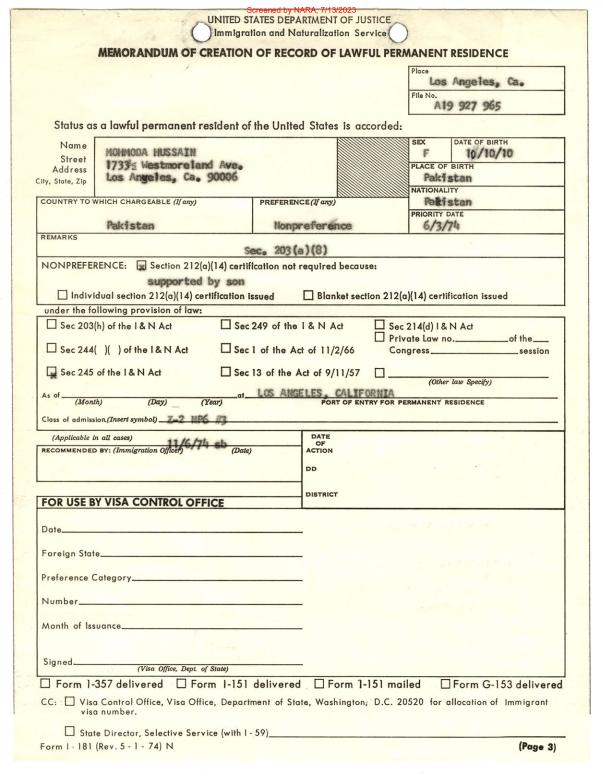 Screened by NARA, 7/13/2023
UNITED STATES DEPARTMENT OF JUSTICE
Immigration and Naturalization Service
MEMORANDUM OF CREATION OF RECORD OF LAWFUL PERMANENT RESIDENCE
Place
Los Angeles, Ca.
File No.
A19 927 965
Status as a lawful permanent resident of the United States is accorded:
Name
Street
Address
City, State, Zip
MOHMODA HUSSAIN
1733½ Westmoreland Ave.
Los Angeles, Ca. 90006
SEX
F
DATE OF BIRTH
10/10/10
PLACE OF BIRTH
Pakistan
NATIONALITY
Pakistan
COUNTRY TO WHICH CHARGEABLE (If any)
Pakistan
PREFERENCE (If any)
Nonpreference
PRIORITY DATE
6/3/74
REMARKS
Sec. 203(a)(8)
NONPREFERENCE: x Section 212(a)(14) certification not required because:
supported by son
Individual section 212(a)(14) certification issued Blanket section 212(a)(14) certification issued
under the following provision of law:
Sec 203(h) of the I & N Act Sec 249 of the I & N Act Sec 214(d) I & N Act
Private Law no. of the
Sec 244( )( ) of the I & N Act Sec 1 of the Act of 11/2/66 Congress, session
x Sec 245 of the I & N Act Sec 13 of the Act of 9/11/57
(Other law Specify)
As of at LOS ANGELES, CALIFORNIA
(Month) (Day) (Year) PORT OF ENTRY FOR PERMANENT RESIDENCE
Class of admission.(Insert symbol) Z-2 NP6 #3
(Applicable in all cases)
11/6/74 sb
RECOMMENDED BY: (Immigration Officer) (Date)
DATE
OF
ACTION
DD
DISTRICT
FOR USE BY VISA CONTROL OFFICE
Date
Foreign State
Preference Category
Number
Month of Issuance
Signed
(Visa Office, Dept. of State)
Form I-357 delivered Form I-151 delivered Form I-151 mailed Form G-153 delivered
CC: Visa Control Office, Visa Office, Department of State, Washington, D.C. 20520 for allocation of Immigrant
visa number.
State Director, Selective Service (with I - 59)
Form I - 181 (Rev. 5 - 1 - 74) N (Page 3)